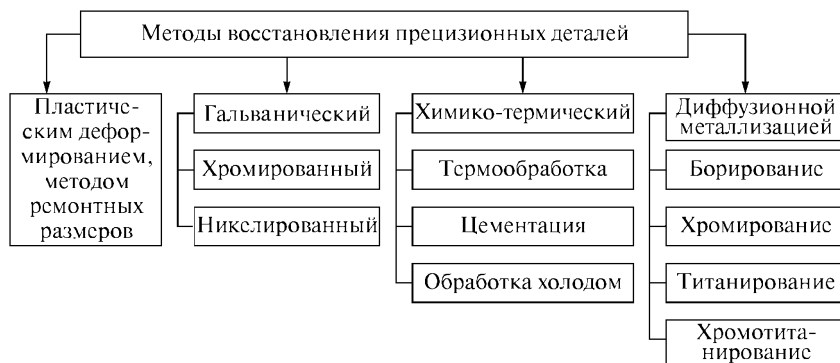 Методы восстановления прецизионных деталей
Пластиче-
ским дефор-
мированием,
методом
ремонтных
размеров
Гальванический
Хромированный
Никелированный
Химико-термический
Термообработка
Цементация
Обработка холодом
Диффузионной
металлизацией
Борирование
Хромирование
Титанирование
Хромотита-
нирование